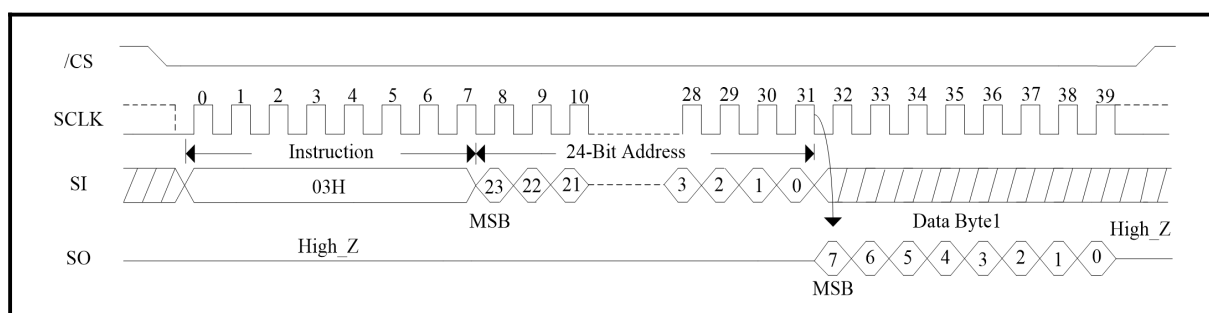 /CS
0 1 2 3 4 5 6 7 8 9 10 28 29 30 31 32 33 34 35 36 37 38 39
SCLK
Instruction 24-Bit Address
SI 03H 23 22 21 3 2 1 0
MSB Data Byte1
High_Z High_Z
SO 7 6 5 4 3 2 1 0
MSB